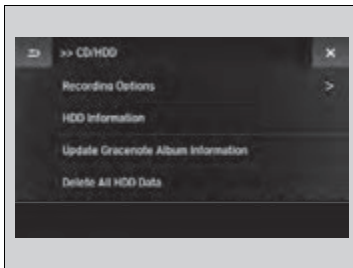 >> CD/HDD
Recording Options
HDD Information
Update Gracenote Album Information
Delete All HDD Data